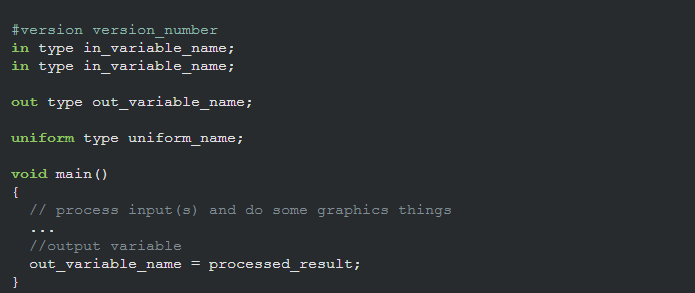 #version version_number
in type in_variable_name;
in type in_variable_name;
out type out_variable_name;
uniform type uniform_name;
void main()
{
// process input(s) and do some graphics things
...
//output variable
out_variable_name = processed_result;
}